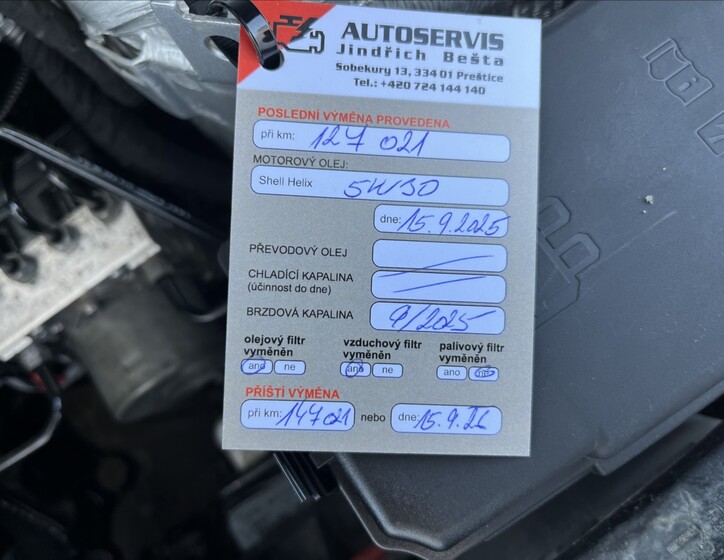 AUTOSERVIS
Jindřich Bešta
Sobekury 13, 334 01 Přeštice
Tel.: +420 724 144 140
POSLEDNÍ VÝMĚNA PROVEDENA
při km: 127 021
MOTOROVÝ OLEJ:
Shell Helix 5W30
dne: 15.9.2025
PŘEVODOVÝ OLEJ
CHLADÍCÍ KAPALINA
(účinnost do dne)
BRZDOVÁ KAPALINA 9/2025
olejový filtr vyměněn
ano ne
vzduchový filtr vyměněn
ano ne
palivový filtr vyměněn
ano ne
PŘÍŠTÍ VÝMĚNA
při km: 147021 nebo dne: 15.9.26